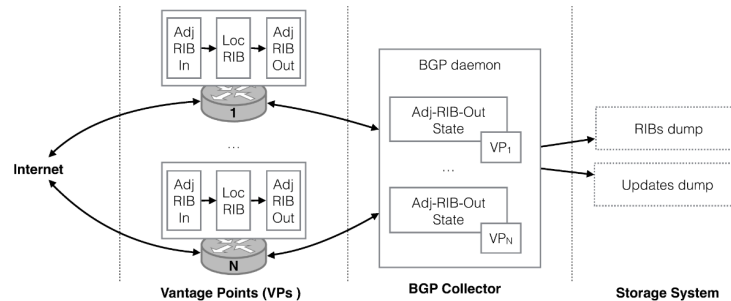 Adj
RIB
In
Loc
RIB
Adj
RIB
Out
1
...
Internet
Adj
RIB
In
Loc
RIB
Adj
RIB
Out
N
Vantage Points (VPs )
BGP daemon
Adj-RIB-Out
State
VP1
...
Adj-RIB-Out
State
VPN
BGP Collector
RIBs dump
Updates dump
Storage System